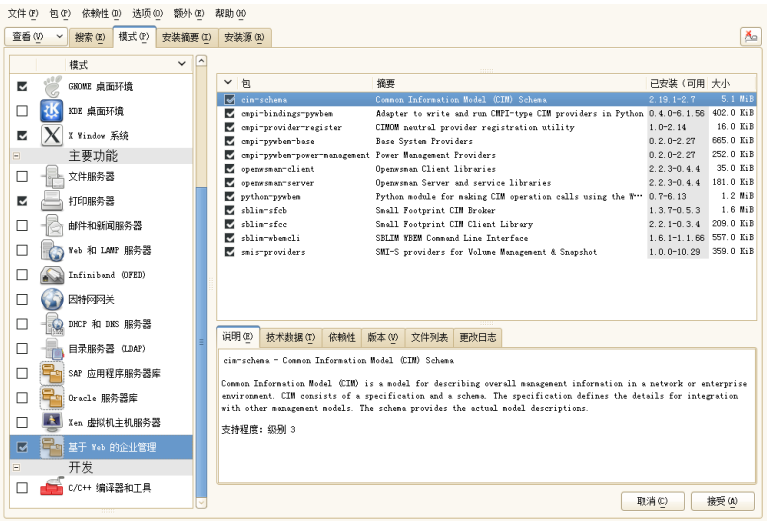 文件(F) 包(P) 依赖性(D) 选项(O) 额外(E) 帮助(H)
查看(V) 搜索(R) 模式(P) 安装摘要(I) 安装源(R)
模式
GNOME 桌面环境
KDE 桌面环境
X Window 系统
主要功能
文件服务器
打印服务器
邮件和新闻服务器
Web 和 LAMP 服务器
Infiniband (OFED)
因特网网关
DHCP 和 DNS 服务器
目录服务器 (LDAP)
SAP 应用程序服务器库
Oracle 服务器库
Xen 虚拟机主机服务器
基于 Web 的企业管理
开发
C/C++ 编译器和工具
包 摘要 已安装 (可用 大小
cim-schema Common Information Model (CIM) Schema 2.19.1-2.7 5.1 MiB
cmpi-bindings-pywbem Adapter to write and run CMPI-type CIM providers in Python 0.4.0-6.1.56 402.0 KiB
cmpi-provider-register CIMOM neutral provider registration utility 1.0-2.14 16.0 KiB
cmpi-pywbem-base Base System Providers 0.2.0-2.27 665.0 KiB
cmpi-pywbem-power-management Power Management Providers 0.2.0-2.27 252.0 KiB
openwsman-client Openwsman Client libraries 2.2.3-0.4.4 35.0 KiB
openwsman-server Openwsman Server and service libraries 2.2.3-0.4.4 181.0 KiB
python-pywbem Python module for making CIM operation calls using the W… 0.7-6.13 1.2 MiB
sblim-sfcb Small Footprint CIM Broker 1.3.7-0.5.3 1.6 MiB
sblim-sfcc Small Footprint CIM Client Library 2.2.1-0.3.4 209.0 KiB
sblim-wbemcli SBLIM WBEM Command Line Interface 1.6.1-1.1.66 557.0 KiB
smis-providers SMI-S providers for Volume Management & Snapshot 1.0.0-10.29 359.0 KiB
说明(E) 技术数据(T) 依赖性 版本(V) 文件列表 更改日志
cim-schema - Common Information Model (CIM) Schema
Common Information Model (CIM) is a model for describing overall management information in a network or enterprise
environment. CIM consists of a specification and a schema. The specification defines the details for integration
with other management models. The schema provides the actual model descriptions.
支持程度: 级别 3
取消(C) 接受(A)